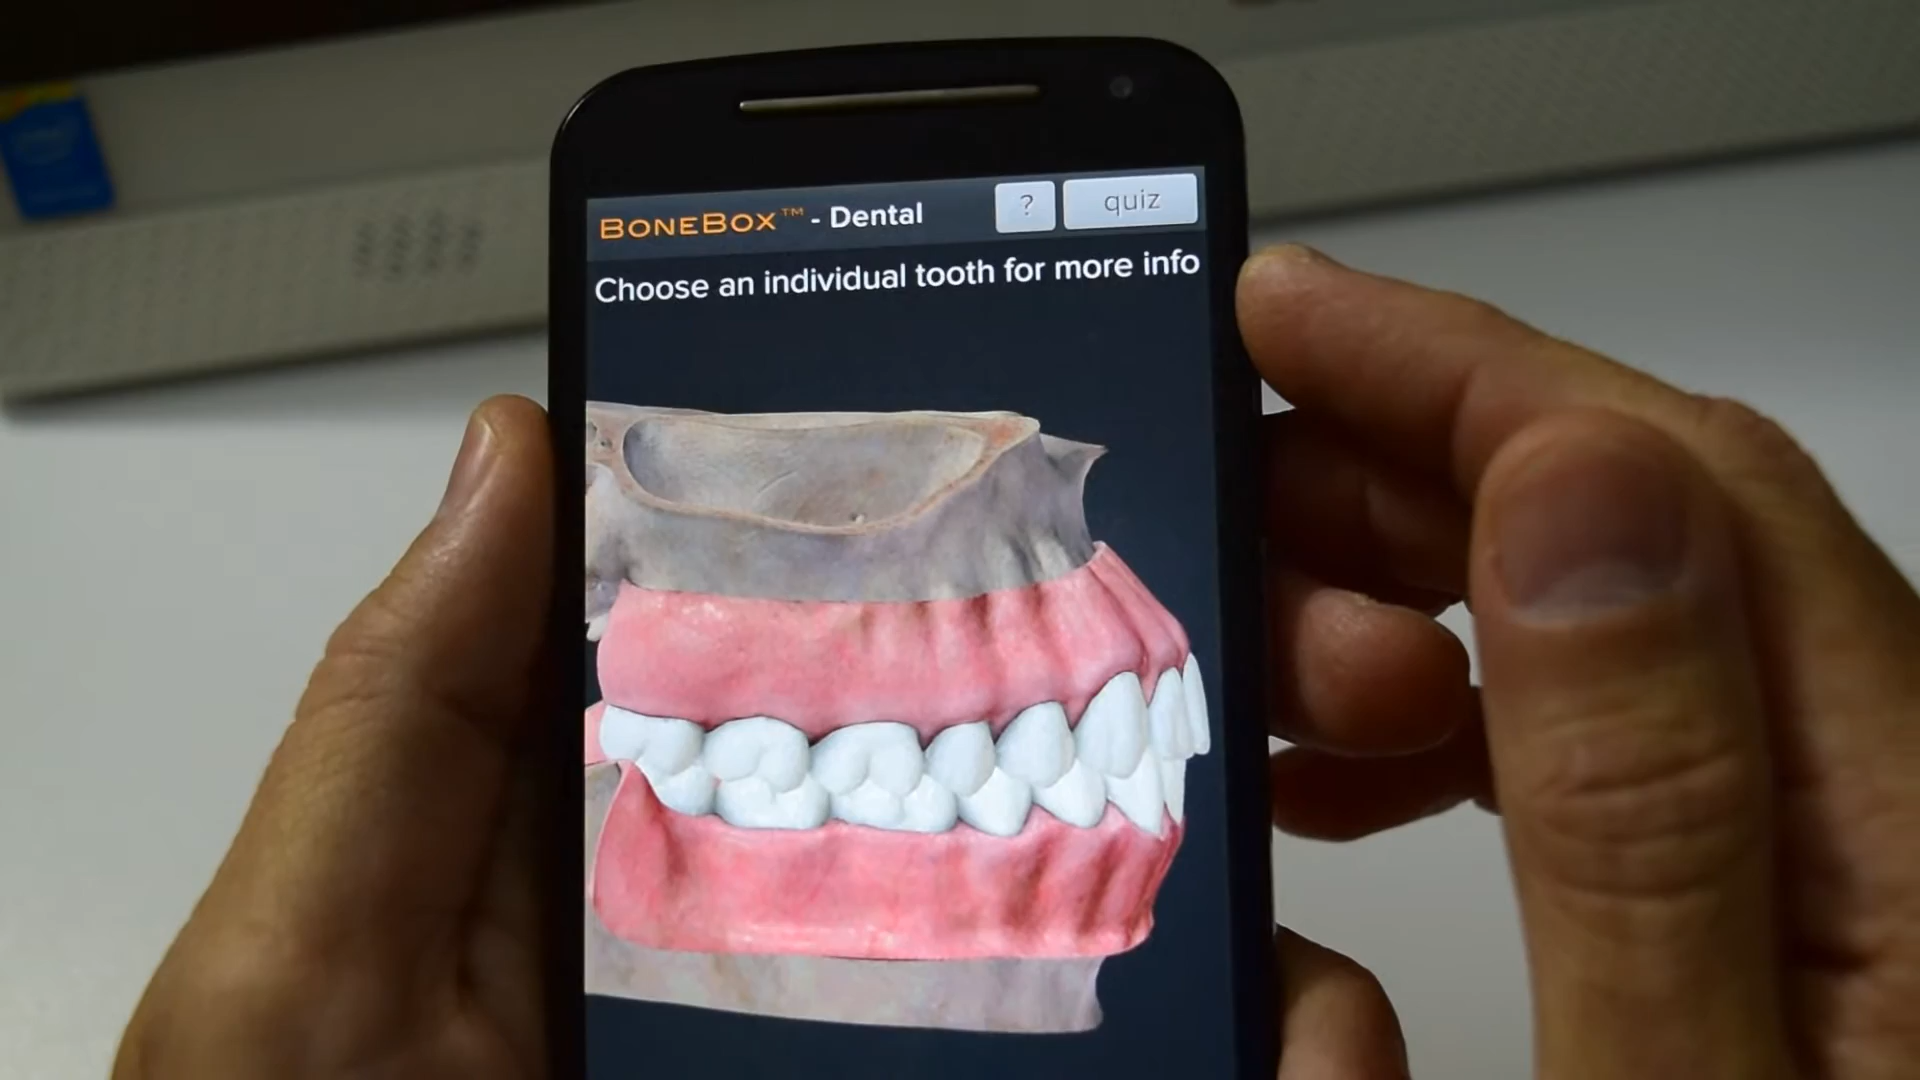 BONEBOX™ - Dental
?
quiz
Choose an individual tooth for more info